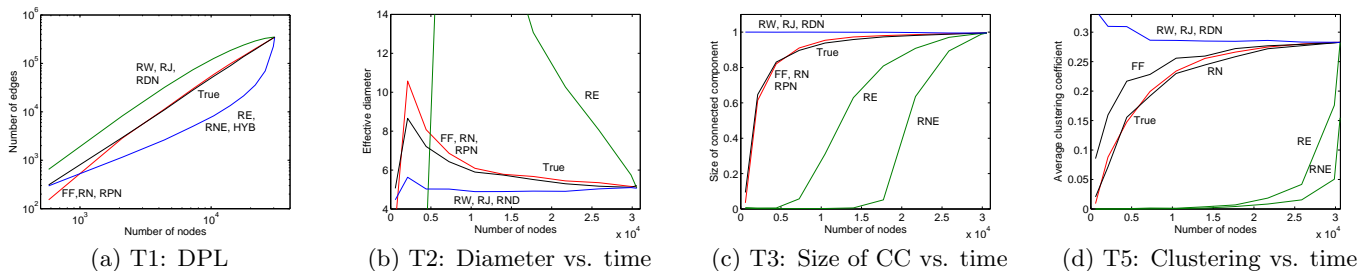 10^6
10^5
10^4
10^3
10^2
Number of edges
RW, RJ,
RDN
True
RE,
RNE, HYB
FF,RN, RPN
10^3
10^4
Number of nodes
(a) T1: DPL
14
12
10
8
6
4
Effective diameter
RE
FF, RN,
RPN
True
RW, RJ, RND
0
0.5
1
1.5
2
2.5
3
Number of nodes
x 10^4
(b) T2: Diameter vs. time
1
0.8
0.6
0.4
0.2
0
Size of connected component
RW, RJ, RDN
True
FF, RN
RPN
RE
RNE
0
0.5
1
1.5
2
2.5
3
Number of nodes
x 10^4
(c) T3: Size of CC vs. time
0.3
0.25
0.2
0.15
0.1
0.05
0
Average clustering coefficient
RW, RJ, RDN
FF
RN
True
RE
RNE
0
0.5
1
1.5
2
2.5
3
Number of nodes
x 10^4
(d) T5: Clustering vs. time